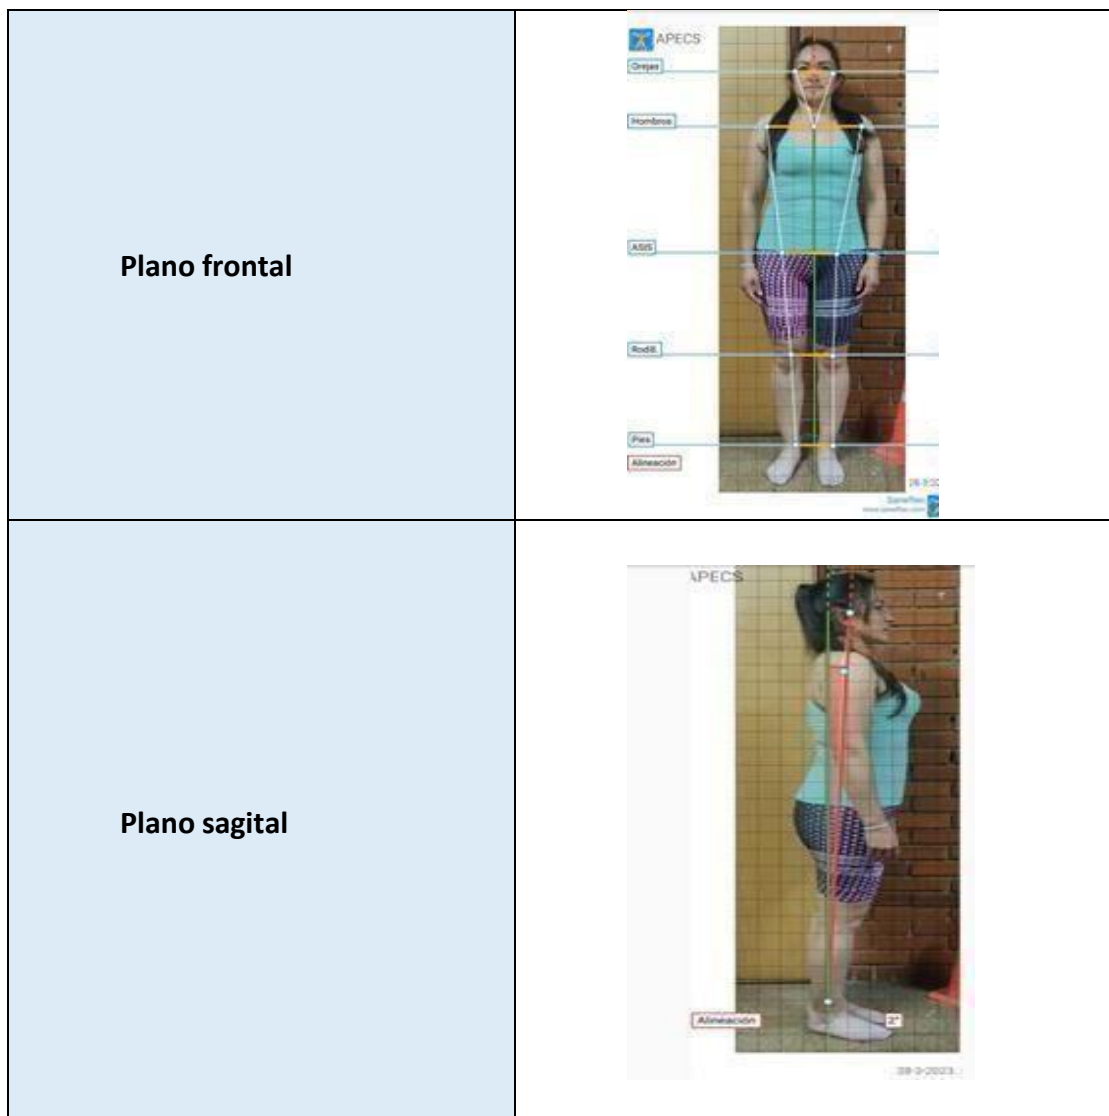 Plano frontal
APECS
Orejas
Hombros
ASIS
Rodill.
Pies
Alineación
Plano sagital
APECS
Alineación
2°